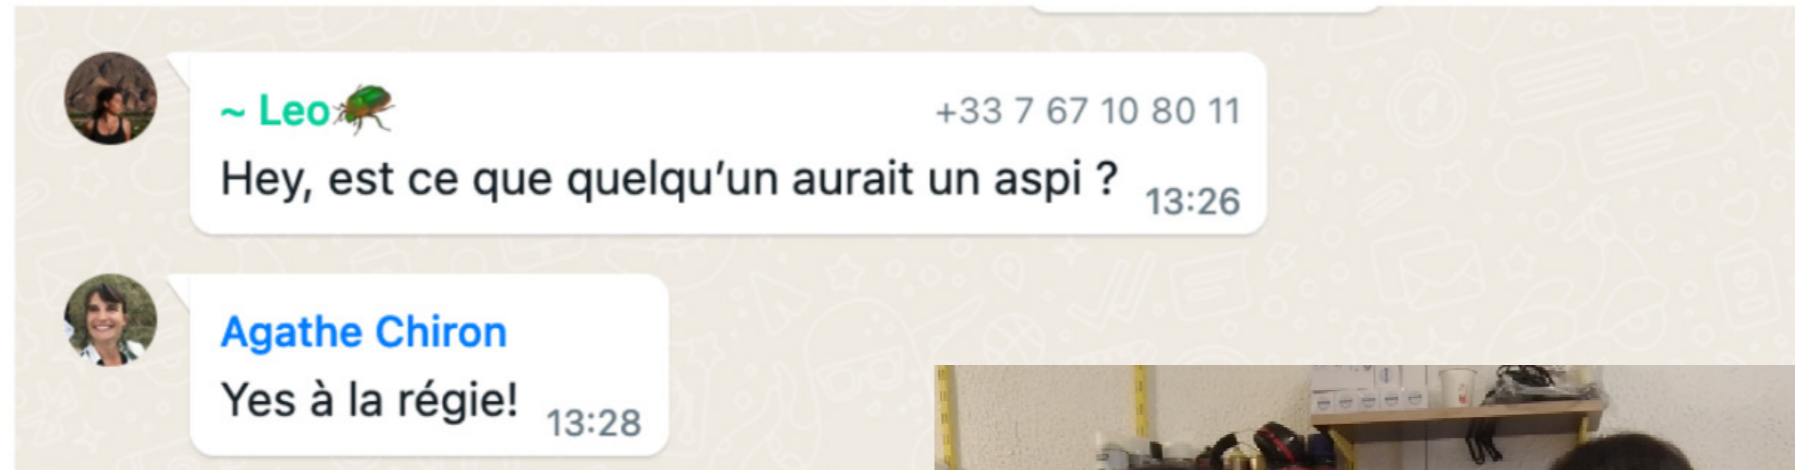 ~ Leo🪲 +33 7 67 10 80 11
Hey, est ce que quelqu’un aurait un aspi ? 13:26
Agathe Chiron
Yes à la régie! 13:28